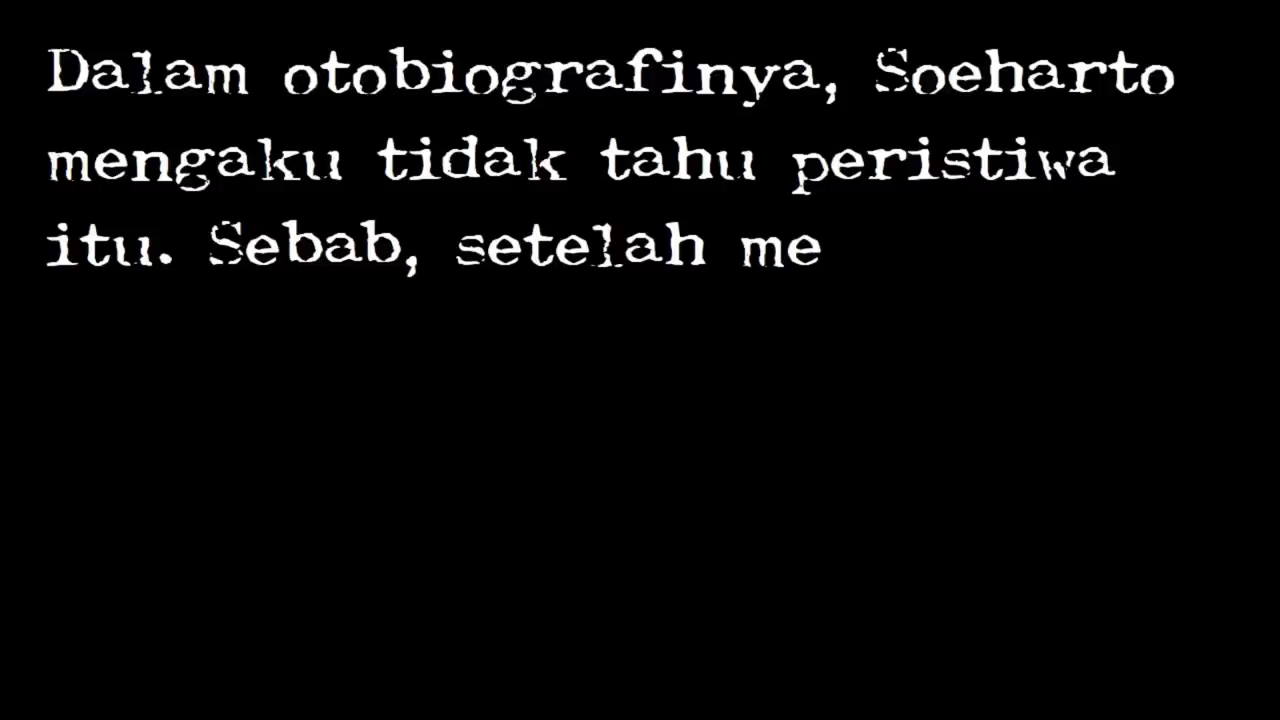 Dalam otobiografinya, Soeharto
mengaku tidak tahu peristiwa
itu. Sebab, setelah me